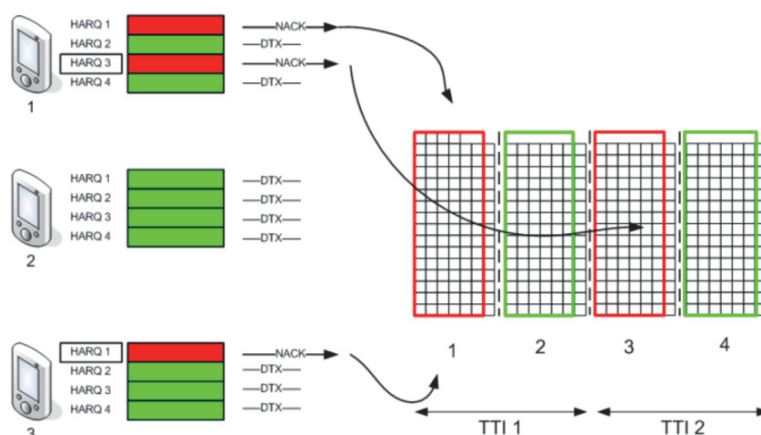 HARQ 1 NACK
HARQ 2 DTX
HARQ 3 NACK
HARQ 4 DTX
1
HARQ 1 DTX
HARQ 2 DTX
HARQ 3 DTX
HARQ 4 DTX
2
1 2 3 4
HARQ 1 NACK
HARQ 2 DTX
HARQ 3 DTX
HARQ 4 DTX
3
TTI 1 TTI 2